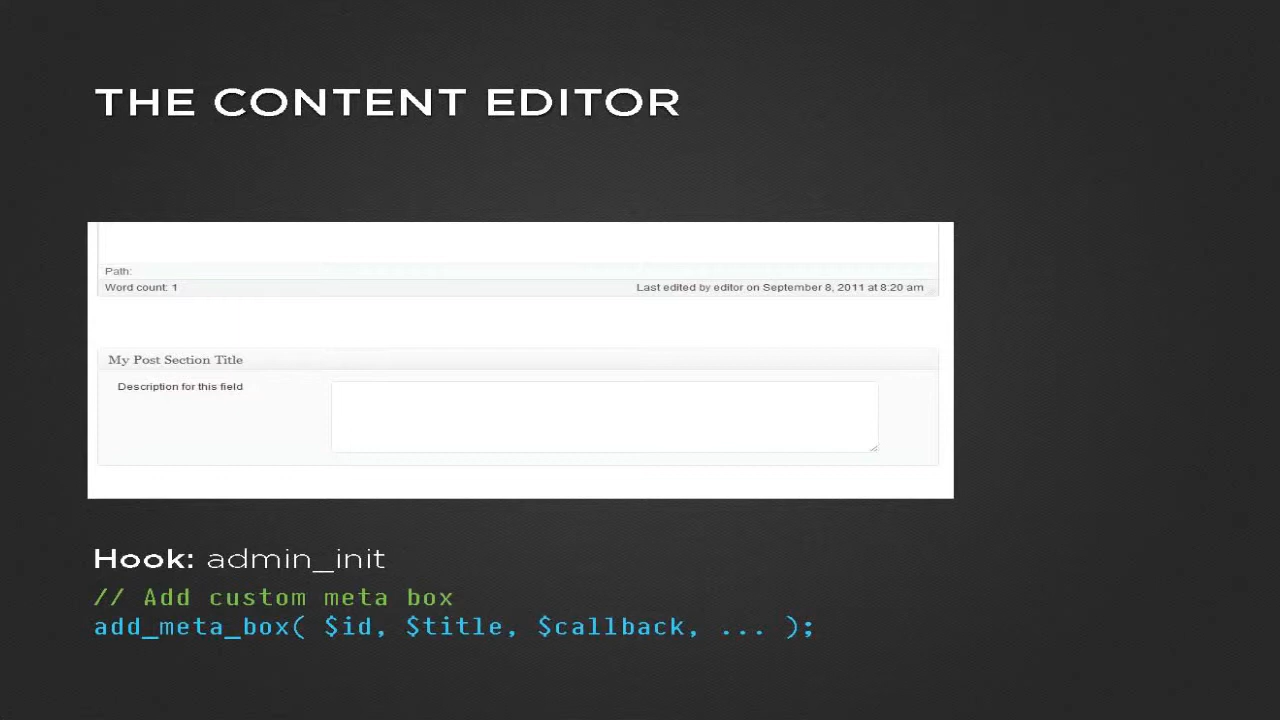 THE CONTENT EDITOR
Path:
Word count: 1 Last edited by editor on September 8, 2011 at 8:20 am
My Post Section Title
Description for this field
Hook: admin_init
// Add custom meta box
add_meta_box( $id, $title, $callback, ... );